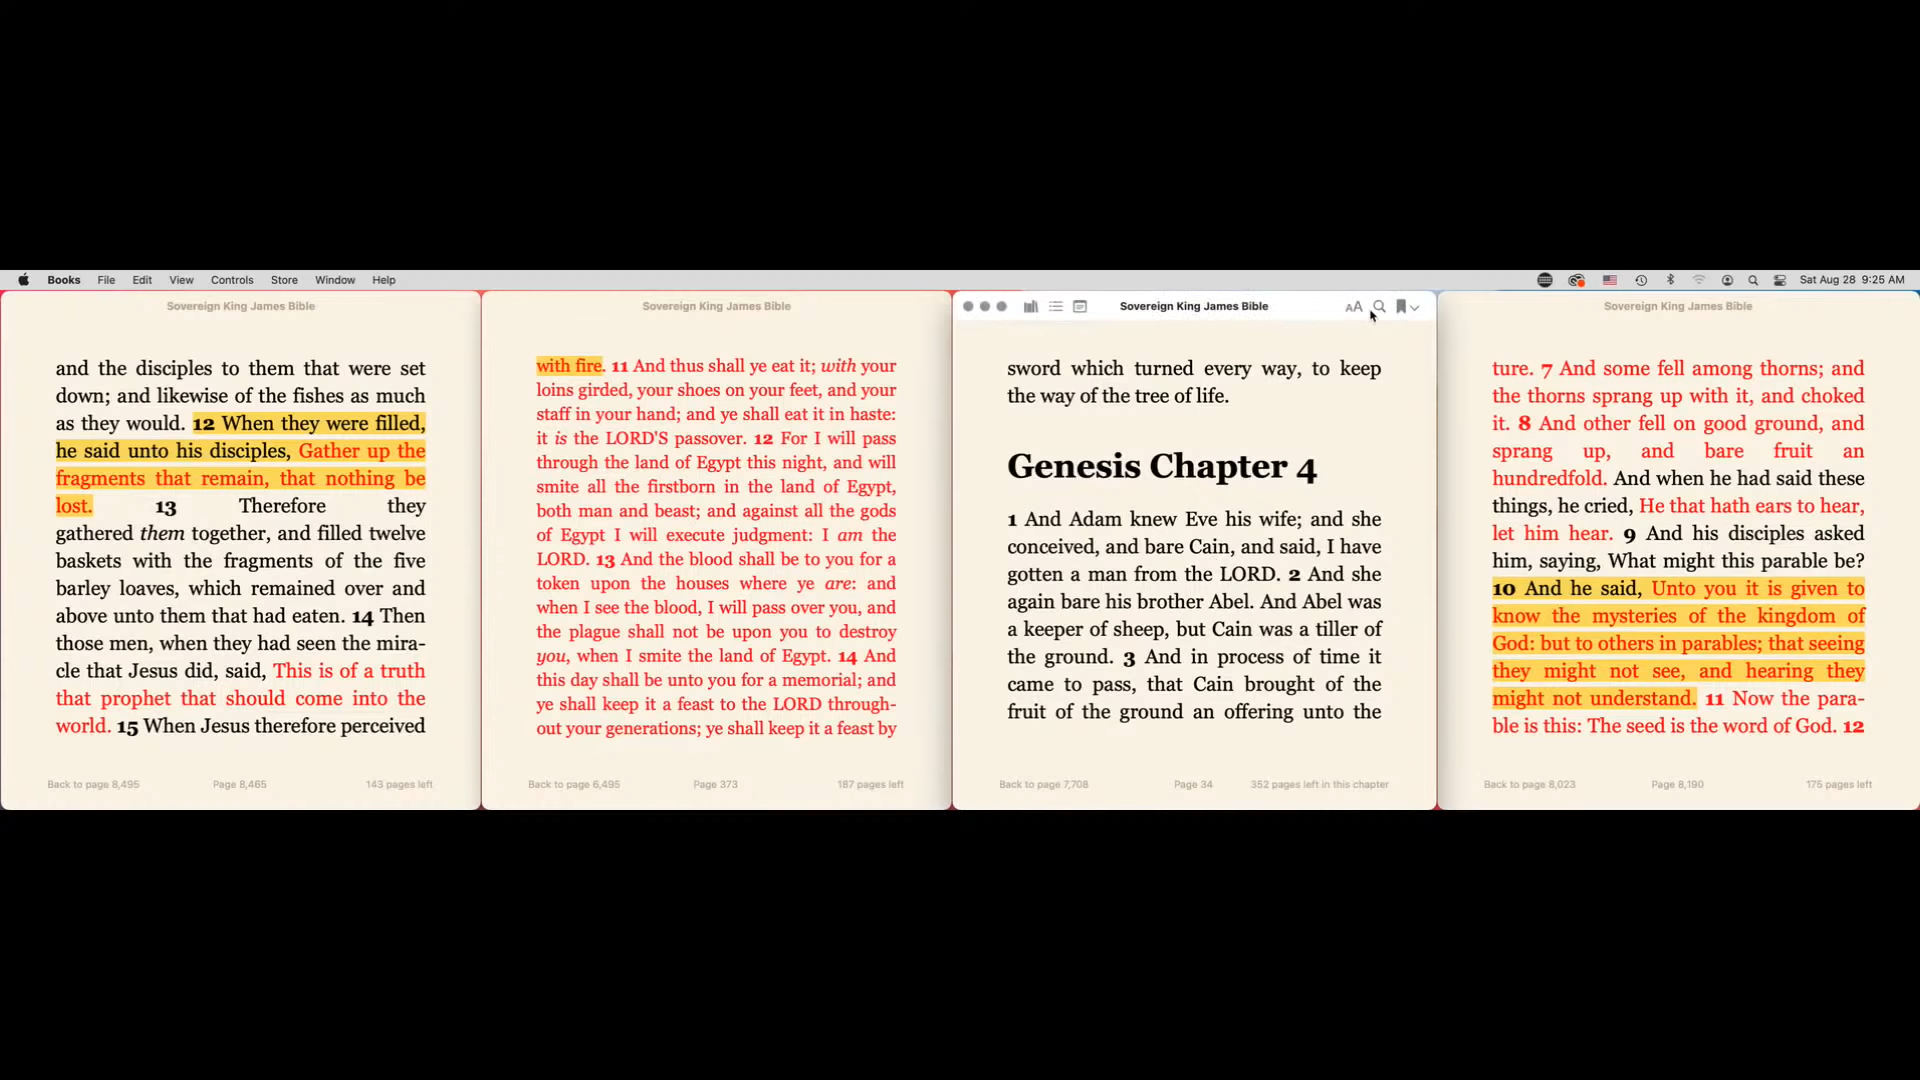 Books File Edit View Controls Store Window Help
Sat Aug 28 9:25 AM
Sovereign King James Bible
and the disciples to them that were set
down; and likewise of the fishes as much
as they would. 12 When they were filled,
he said unto his disciples, Gather up the
fragments that remain, that nothing be
lost. 13 Therefore they
gathered them together, and filled twelve
baskets with the fragments of the five
barley loaves, which remained over and
above unto them that had eaten. 14 Then
those men, when they had seen the mira-
cle that Jesus did, said, This is of a truth
that prophet that should come into the
world. 15 When Jesus therefore perceived
Back to page 8,495 Page 8,465 143 pages left
Sovereign King James Bible
with fire. 11 And thus shall ye eat it; with your
loins girded, your shoes on your feet, and your
staff in your hand; and ye shall eat it in haste:
it is the LORD'S passover. 12 For I will pass
through the land of Egypt this night, and will
smite all the firstborn in the land of Egypt,
both man and beast; and against all the gods
of Egypt I will execute judgment: I am the
LORD. 13 And the blood shall be to you for a
token upon the houses where ye are: and
when I see the blood, I will pass over you, and
the plague shall not be upon you to destroy
you, when I smite the land of Egypt. 14 And
this day shall be unto you for a memorial; and
ye shall keep it a feast to the LORD through-
out your generations; ye shall keep it a feast by
Back to page 6,495 Page 373 187 pages left
Sovereign King James Bible AA
sword which turned every way, to keep
the way of the tree of life.
Genesis Chapter 4
1 And Adam knew Eve his wife; and she
conceived, and bare Cain, and said, I have
gotten a man from the LORD. 2 And she
again bare his brother Abel. And Abel was
a keeper of sheep, but Cain was a tiller of
the ground. 3 And in process of time it
came to pass, that Cain brought of the
fruit of the ground an offering unto the
Back to page 7,708 Page 34 352 pages left in this chapter
Sovereign King James Bible
ture. 7 And some fell among thorns; and
the thorns sprang up with it, and choked
it. 8 And other fell on good ground, and
sprang up, and bare fruit an
hundredfold. And when he had said these
things, he cried, He that hath ears to hear,
let him hear. 9 And his disciples asked
him, saying, What might this parable be?
10 And he said, Unto you it is given to
know the mysteries of the kingdom of
God: but to others in parables; that seeing
they might not see, and hearing they
might not understand. 11 Now the para-
ble is this: The seed is the word of God. 12
Back to page 8,023 Page 8,190 175 pages left